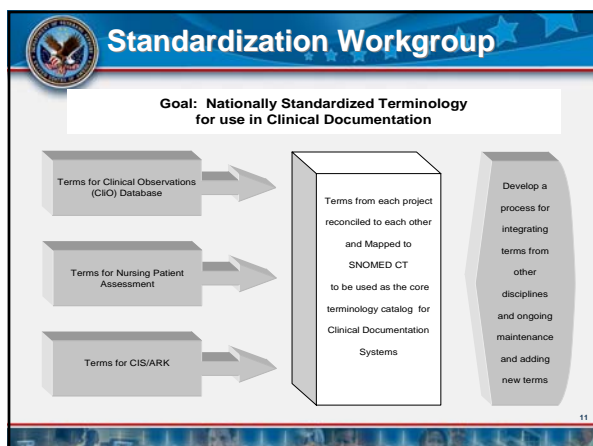 Standardization Workgroup
Goal: Nationally Standardized Terminology
for use in Clinical Documentation
Terms for Clinical Observations
(CliO) Database
Terms for Nursing Patient
Assessment
Terms for CIS/ARK
Terms from each project
reconciled to each other
and Mapped to
SNOMED CT
to be used as the core
terminology catalog for
Clinical Documentation
Systems
Develop a
process for
integrating
terms from
other
disciplines
and ongoing
maintenance
and adding
new terms
11